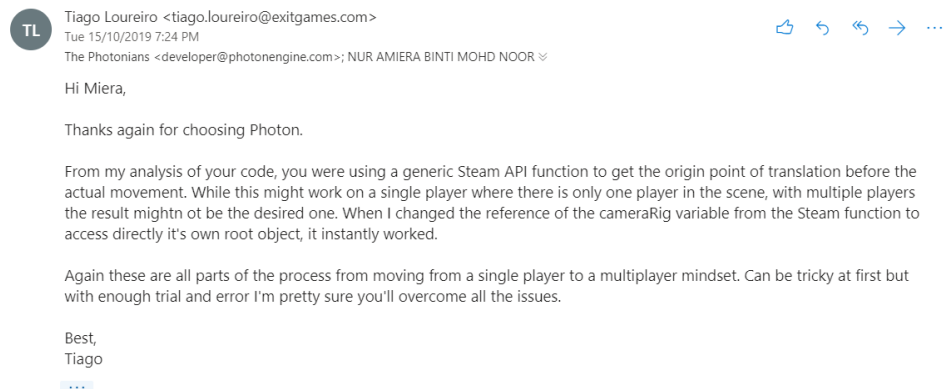 TL
Tiago Loureiro <tiago.loureiro@exitgames.com>
Tue 15/10/2019 7:24 PM
The Photonians <developer@photonengine.com>; NUR AMIERA BINTI MOHD NOOR
Hi Miera,
Thanks again for choosing Photon.
From my analysis of your code, you were using a generic Steam API function to get the origin point of translation before the
actual movement. While this might work on a single player where there is only one player in the scene, with multiple players
the result mightn ot be the desired one. When I changed the reference of the cameraRig variable from the Steam function to
access directly it's own root object, it instantly worked.
Again these are all parts of the process from moving from a single player to a multiplayer mindset. Can be tricky at first but
with enough trial and error I'm pretty sure you'll overcome all the issues.
Best,
Tiago